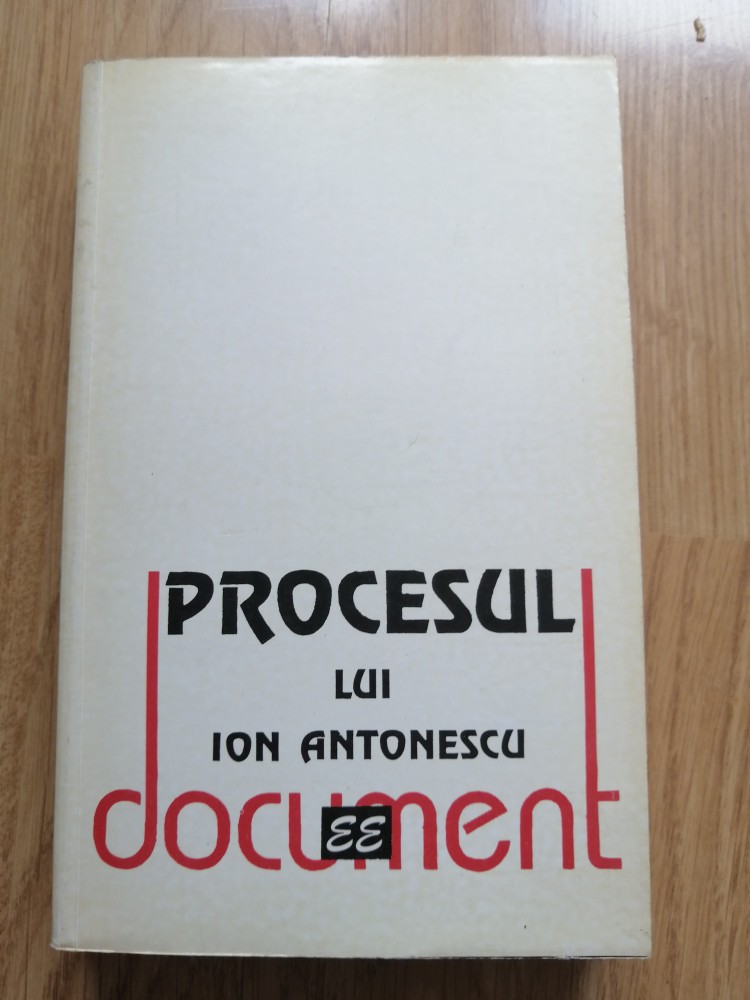 PROCESUL
LUI
ION ANTONESCU
document
EE